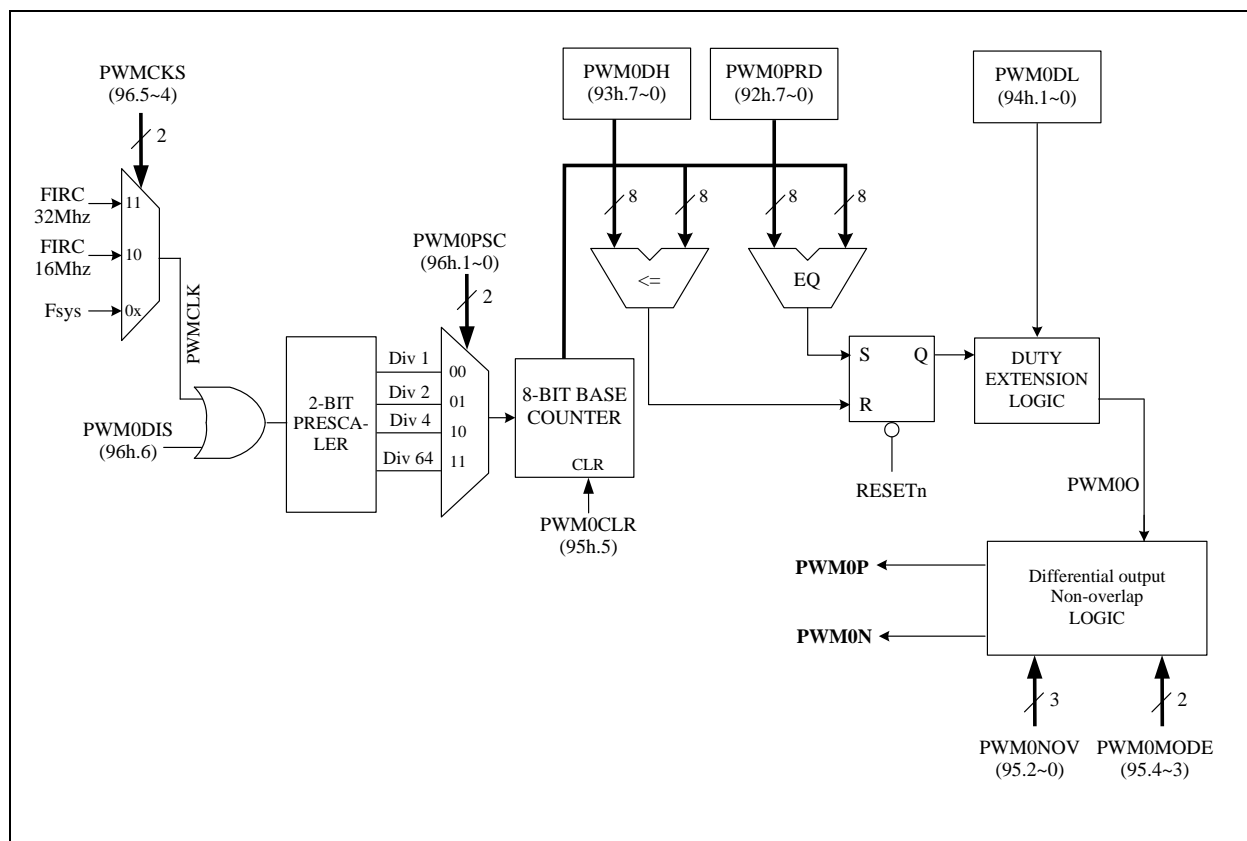 PWMCKS
(96.5~4)
2
FIRC
32Mhz
11
FIRC
16Mhz
10
Fsys
0x
PWMCLK
PWM0DIS
(96h.6)
2-BIT
PRESCA-
LER
Div 1
Div 2
Div 4
Div 64
PWM0PSC
(96h.1~0)
2
00
01
10
11
8-BIT BASE
COUNTER
CLR
PWM0CLR
(95h.5)
PWM0DH
(93h.7~0)
PWM0PRD
(92h.7~0)
8
8
8
8
<=
EQ
S
Q
R
RESETn
PWM0DL
(94h.1~0)
DUTY
EXTENSION
LOGIC
PWM0O
Differential output
Non-overlap
LOGIC
PWM0P
PWM0N
3
2
PWM0NOV
(95.2~0)
PWM0MODE
(95.4~3)